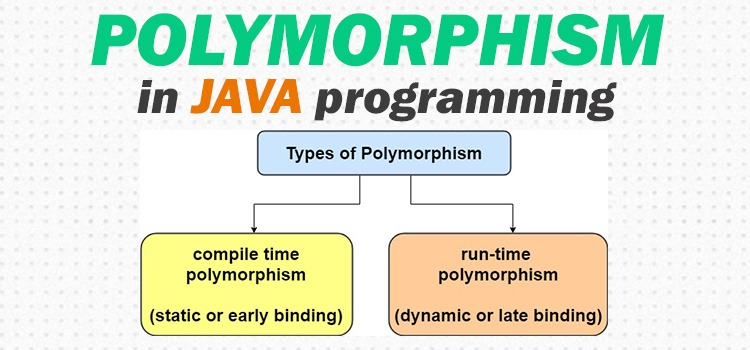 POLYMORPHISM
in JAVA programming
Types of Polymorphism
compile time
polymorphism
(static or early binding)
run-time
polymorphism
(dynamic or late binding)